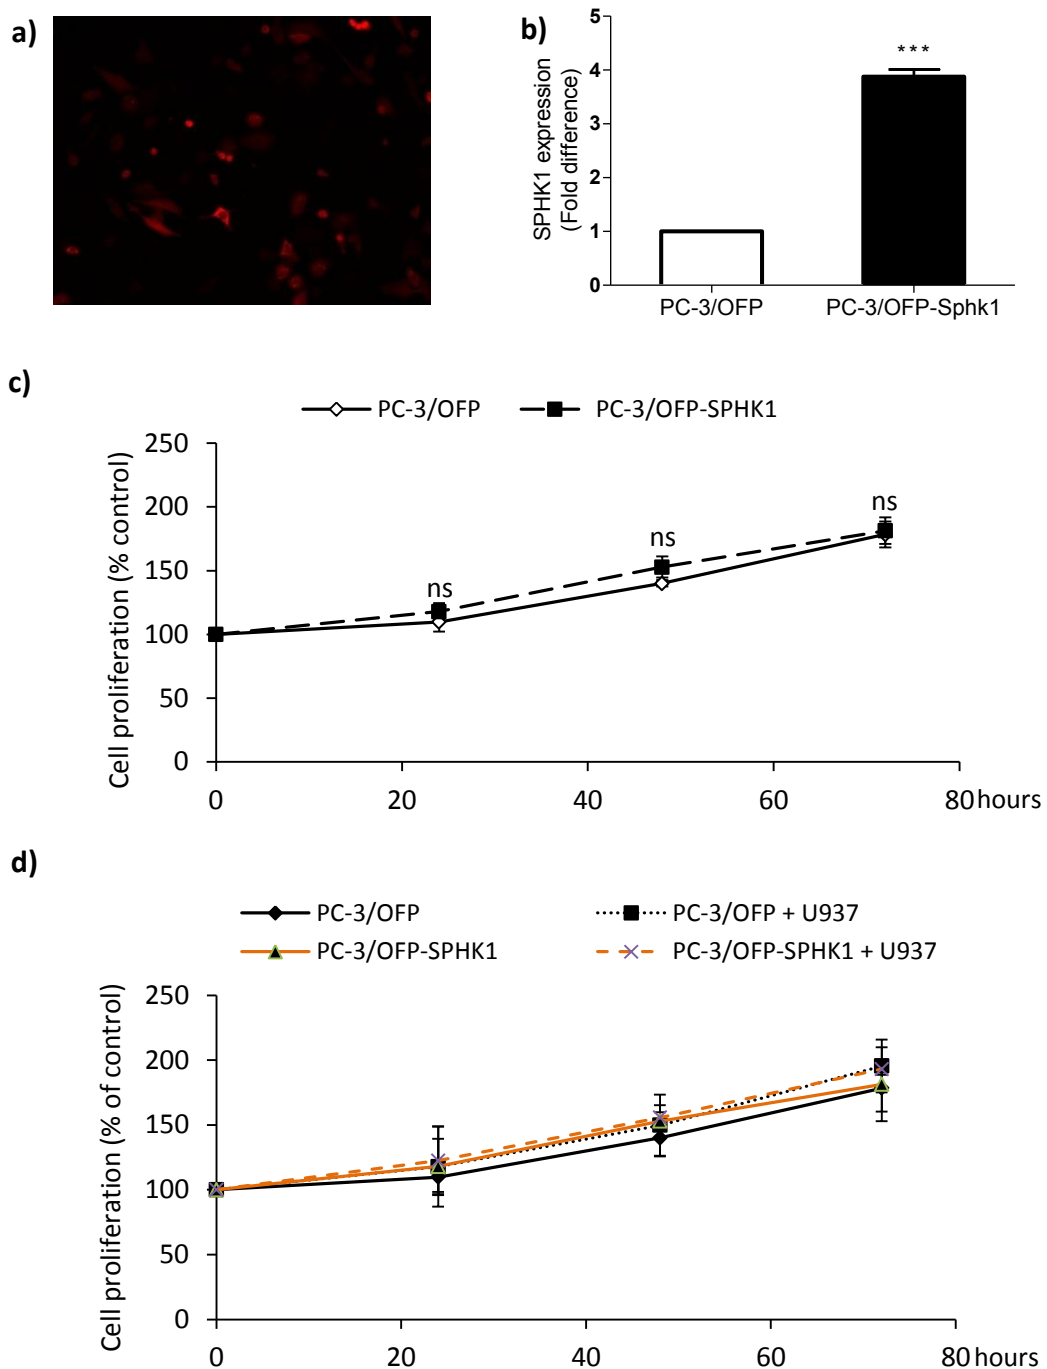 a)
b)
SPHK1 expression
(Fold difference)
5
4
3
2
1
0
***
PC-3/OFP
PC-3/OFP-Sphk1
c)
PC-3/OFP
PC-3/OFP-SPHK1
Cell proliferation (% control)
250
200
150
100
50
0
ns
ns
ns
0
20
40
60
80
hours
d)
PC-3/OFP
PC-3/OFP + U937
PC-3/OFP-SPHK1
PC-3/OFP-SPHK1 + U937
Cell proliferation (% of control)
250
200
150
100
50
0
0
20
40
60
80
hours